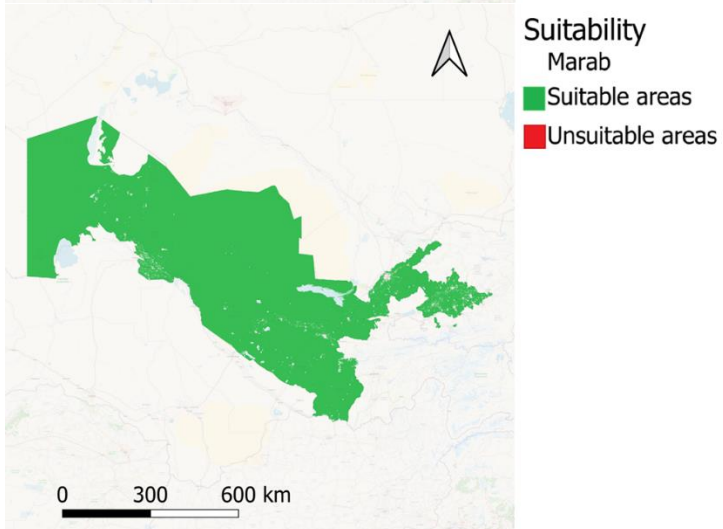 Suitability
Marab
Suitable areas
Unsuitable areas
0 300 600 km